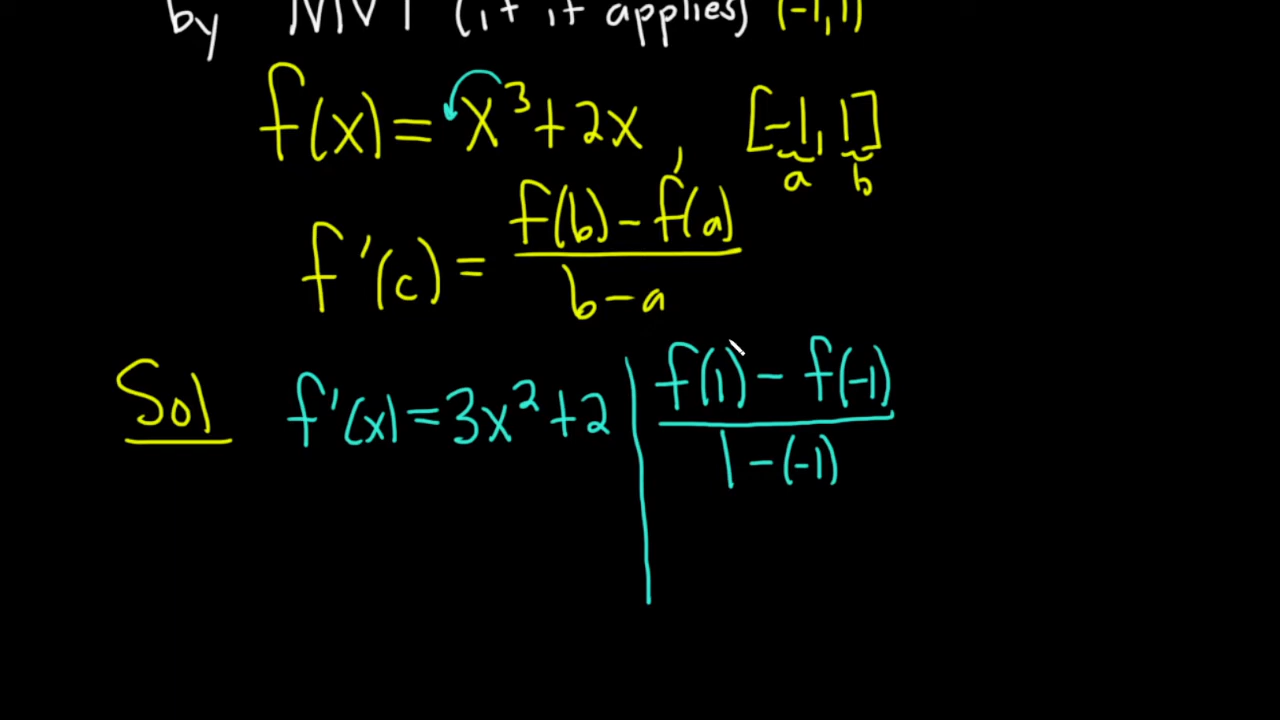 by MVT (if it applies) (-1,1)
f(x) = x³+2x, [-1, 1]
a b
f'(c) = f(b) - f(a) / b-a
Sol f'(x) = 3x²+2 | f(1) - f(-1) / 1-(-1)